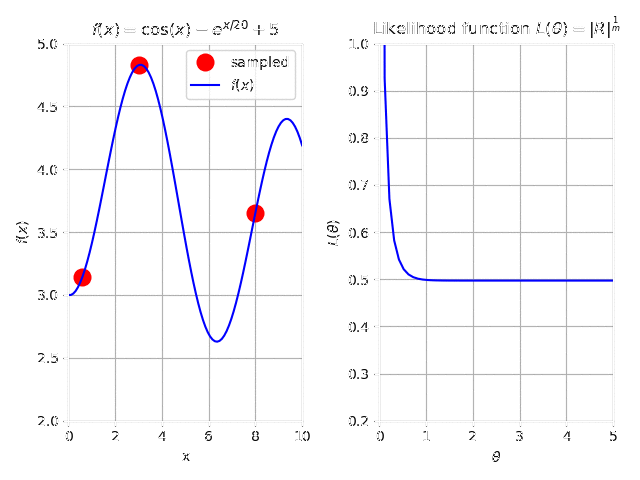 f(x) = cos(x) − e^{x/20} + 5
5.0
4.5
4.0
3.5
3.0
2.5
2.0
f(x)
sampled
f(x)
0 2 4 6 8 10
x
Likelihood function L(θ) = |R|^{1/m}
1.0
0.9
0.8
0.7
0.6
0.5
0.4
0.3
0.2
L(θ)
0 1 2 3 4 5
θ